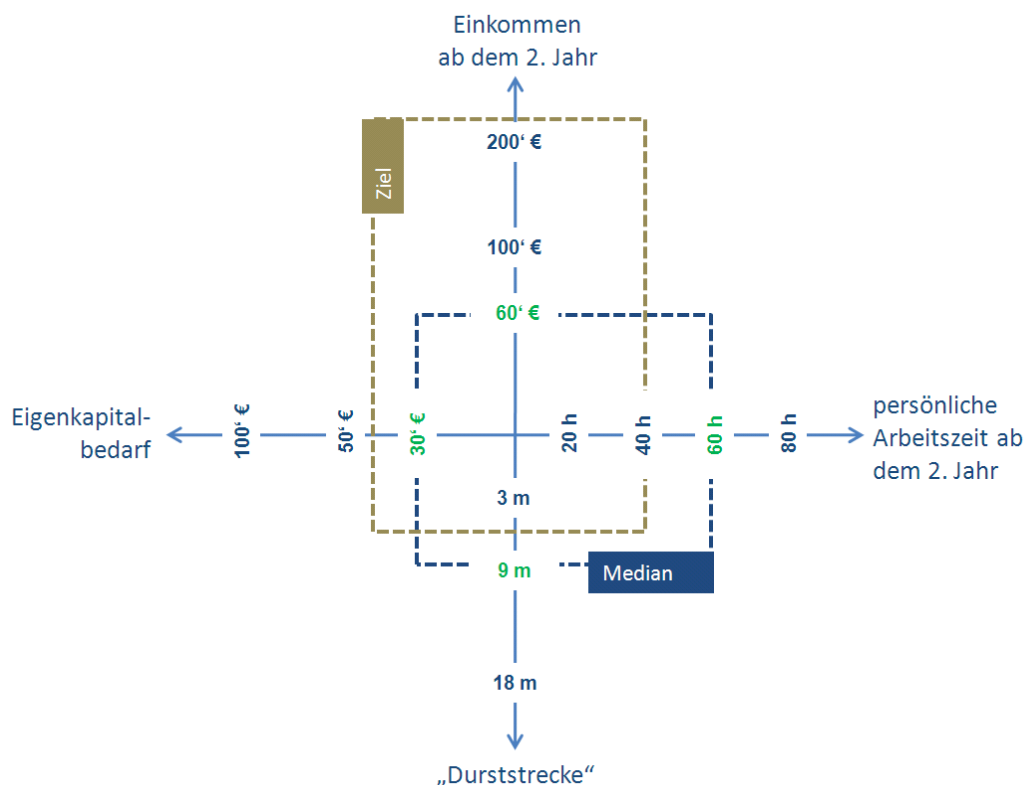 Einkommen
ab dem 2. Jahr
200‘ €
Ziel
100‘ €
60‘ €
Eigenkapital-
bedarf
100‘ €
50‘ €
30‘ €
20 h
40 h
60 h
80 h
persönliche
Arbeitszeit ab
dem 2. Jahr
3 m
9 m
Median
18 m
„Durststrecke“